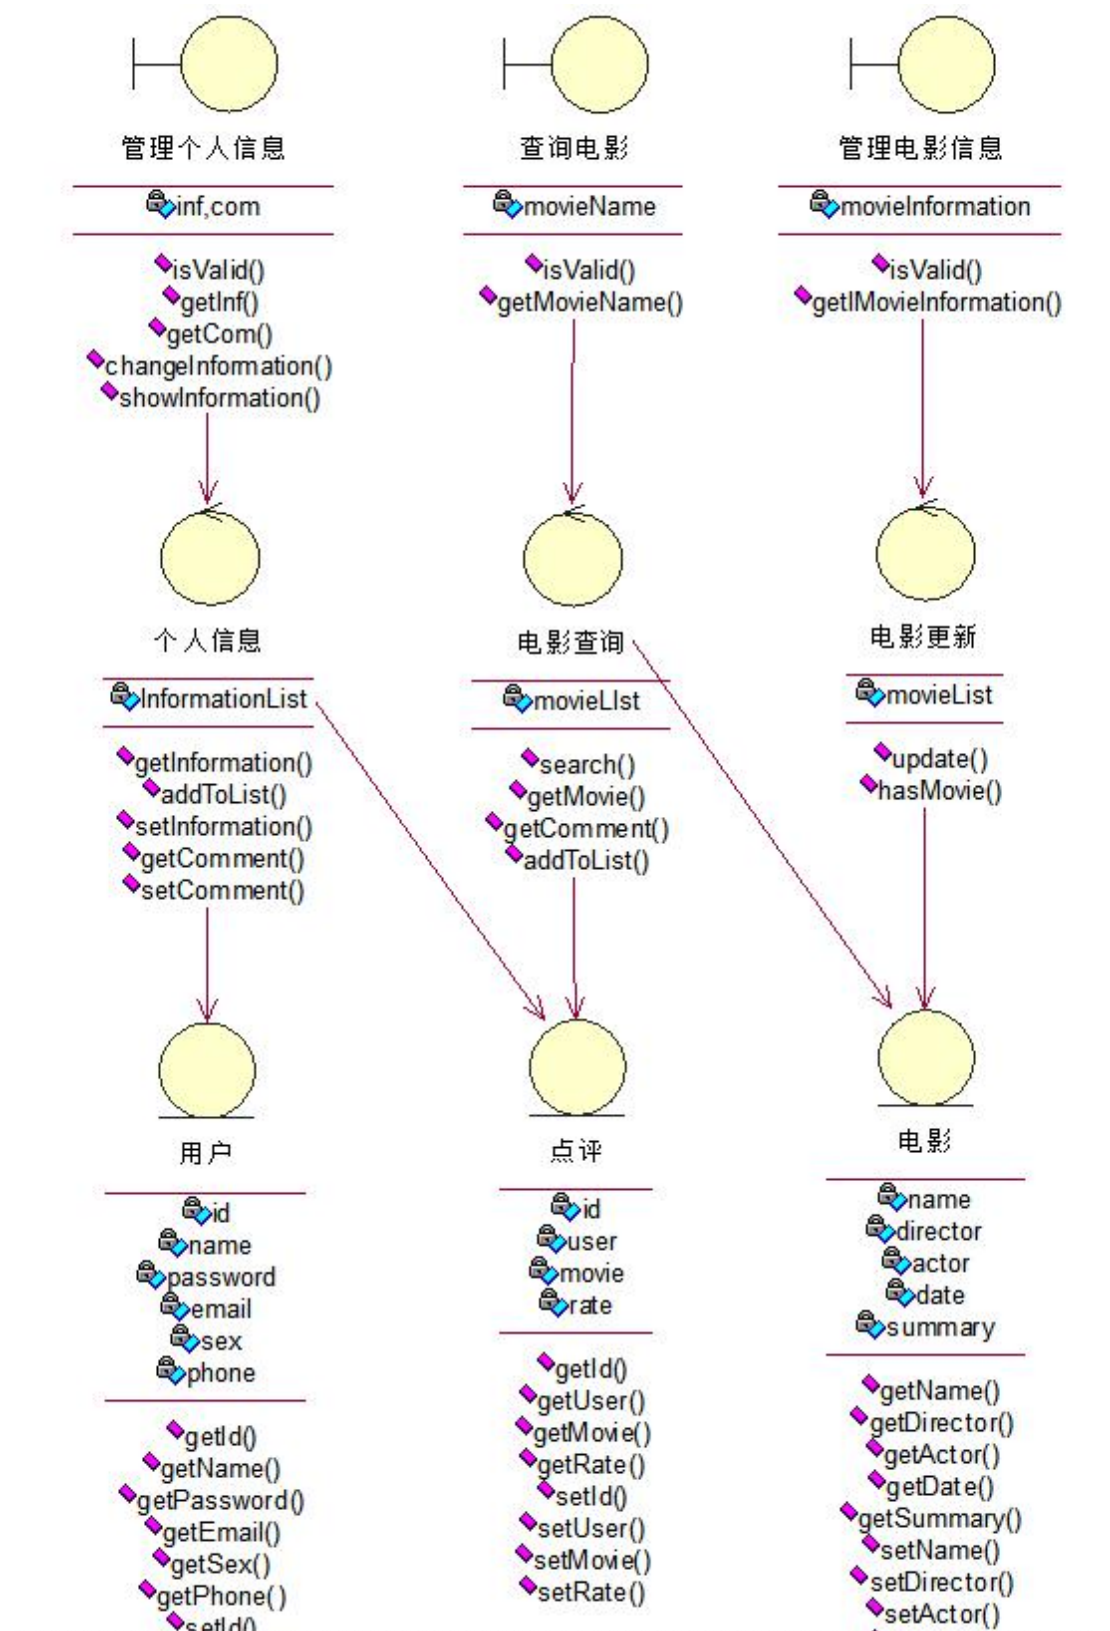 管理个人信息
inf,com
isValid()
getInf()
getCom()
changeInformation()
showInformation()
查询电影
movieName
isValid()
getMovieName()
管理电影信息
movieInformation
isValid()
getIMovieInformation()
个人信息
InformationList
getInformation()
addToList()
setInformation()
getComment()
setComment()
电影查询
movieLIst
search()
getMovie()
getComment()
addToList()
电影更新
movieList
update()
hasMovie()
用户
id
name
password
email
sex
phone
getId()
getName()
getPassword()
getEmail()
getSex()
getPhone()
setId()
点评
id
user
movie
rate
getId()
getUser()
getMovie()
getRate()
setId()
setUser()
setMovie()
setRate()
电影
name
director
actor
date
summary
getName()
getDirector()
getActor()
getDate()
getSummary()
setName()
setDirector()
setActor()